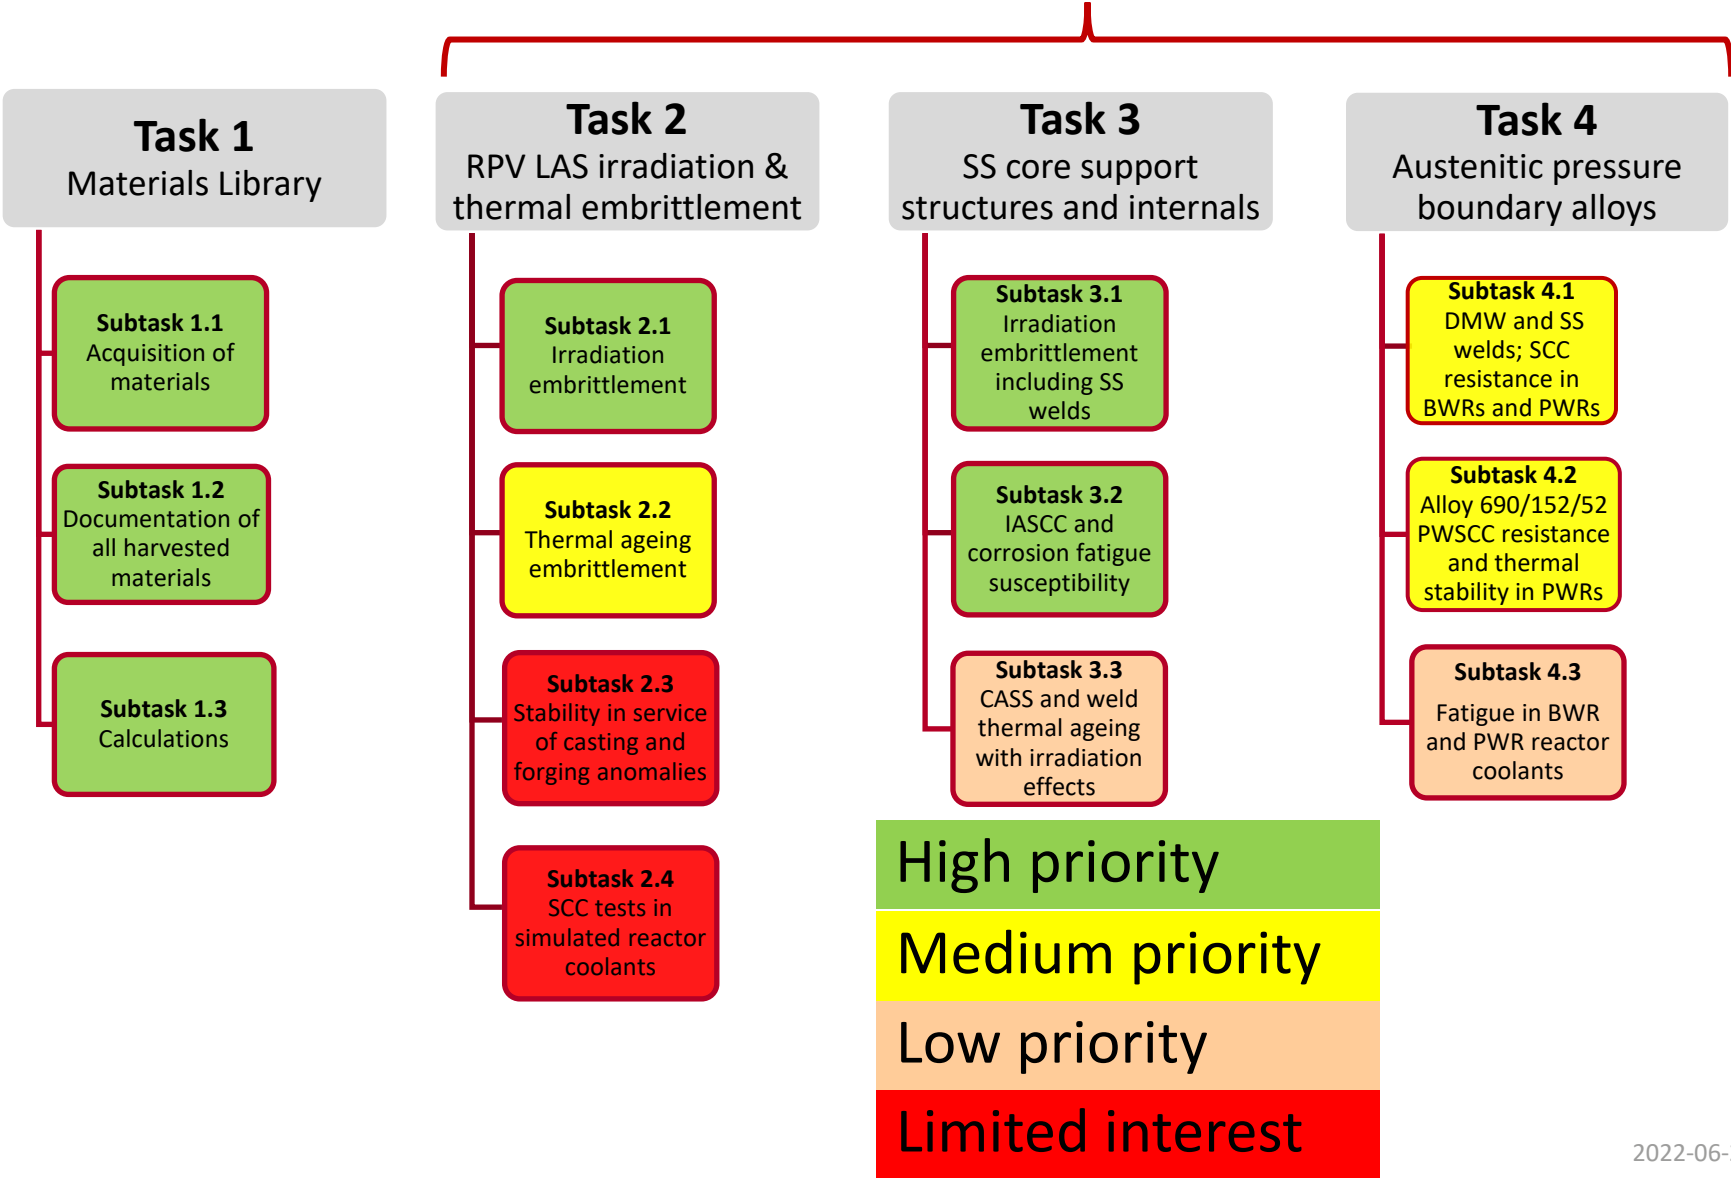 Task 1
Materials Library
Subtask 1.1
Acquisition of
materials
Subtask 1.2
Documentation of
all harvested
materials
Subtask 1.3
Calculations
Task 2
RPV LAS irradiation &
thermal embrittlement
Subtask 2.1
Irradiation
embrittlement
Subtask 2.2
Thermal ageing
embrittlement
Subtask 2.3
Stability in service
of casting and
forging anomalies
Subtask 2.4
SCC tests in
simulated reactor
coolants
Task 3
SS core support
structures and internals
Subtask 3.1
Irradiation
embrittlement
including SS
welds
Subtask 3.2
IASCC and
corrosion fatigue
susceptibility
Subtask 3.3
CASS and weld
thermal ageing
with irradiation
effects
Task 4
Austenitic pressure
boundary alloys
Subtask 4.1
DMW and SS
welds; SCC
resistance in
BWRs and PWRs
Subtask 4.2
Alloy 690/152/52
PWSCC resistance
and thermal
stability in PWRs
Subtask 4.3
Fatigue in BWR
and PWR reactor
coolants
High priority
Medium priority
Low priority
Limited interest
2022-06-